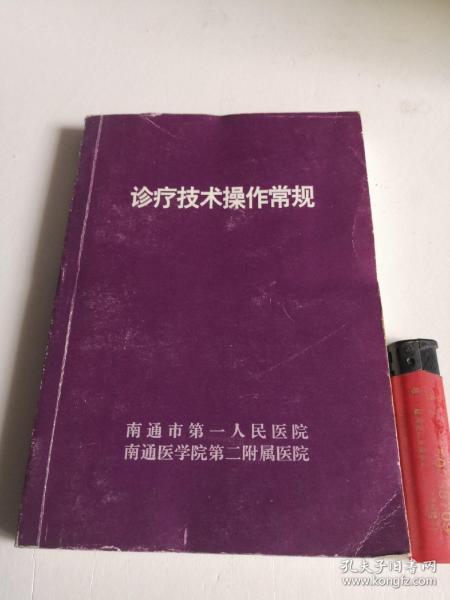 诊疗技术操作常规
南通市第一人民医院
南通医学院第二附属医院
孔夫子旧书网
www.kongfz.com